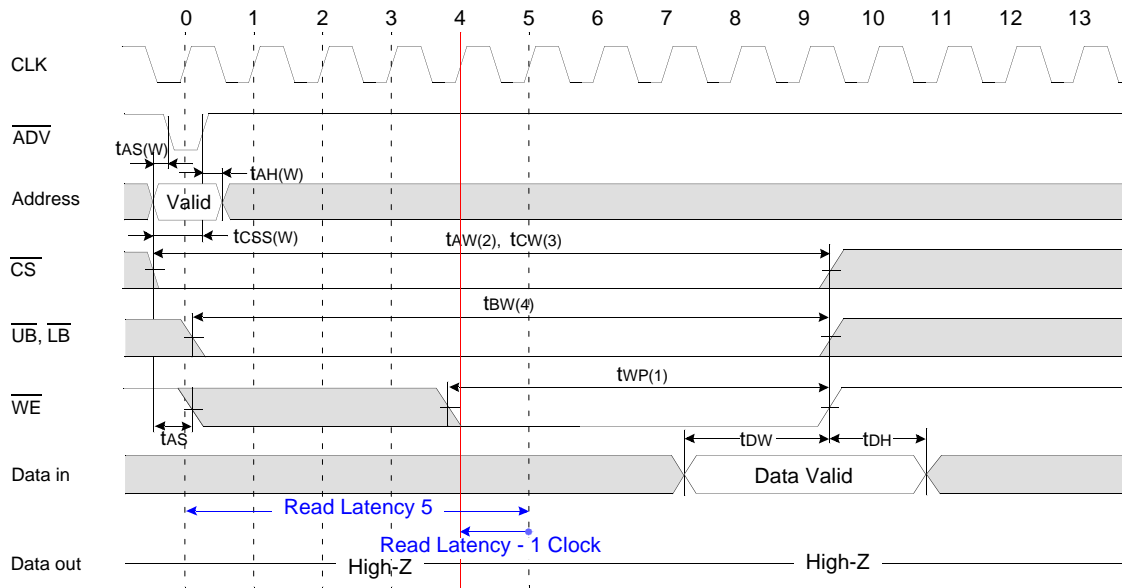 0 1 2 3 4 5 6 7 8 9 10 11 12 13
CLK
ADV
tAS(W)
tAH(W)
Address
Valid
tCSS(W)
tAW(2), tCW(3)
CS
tBW(4)
UB, LB
tWP(1)
WE
tAS
tDW tDH
Data in
Data Valid
Read Latency 5
Read Latency - 1 Clock
Data out
High-Z High-Z